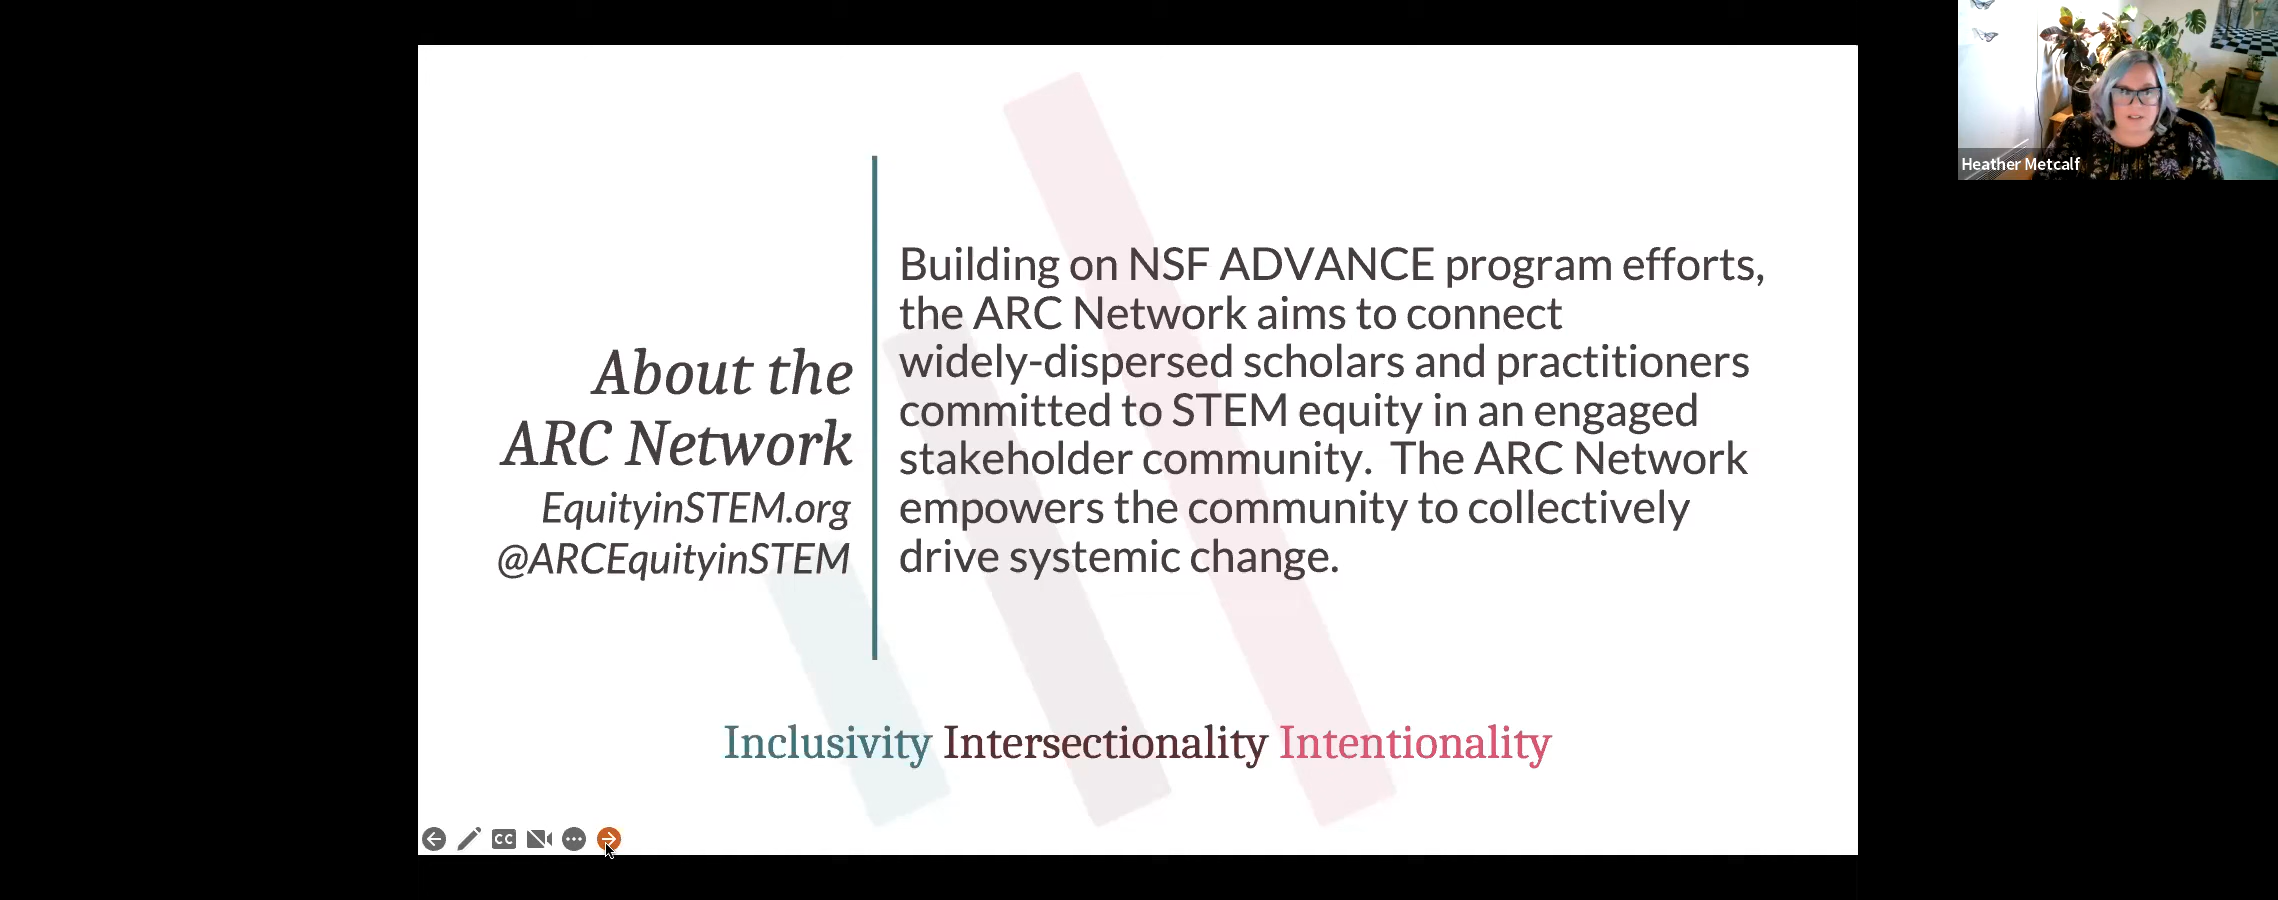 About the
ARC Network
EquityinSTEM.org
@ARCEquityinSTEM
Building on NSF ADVANCE program efforts,
the ARC Network aims to connect
widely-dispersed scholars and practitioners
committed to STEM equity in an engaged
stakeholder community.  The ARC Network
empowers the community to collectively
drive systemic change.
Inclusivity Intersectionality Intentionality
CC
Heather Metcalf